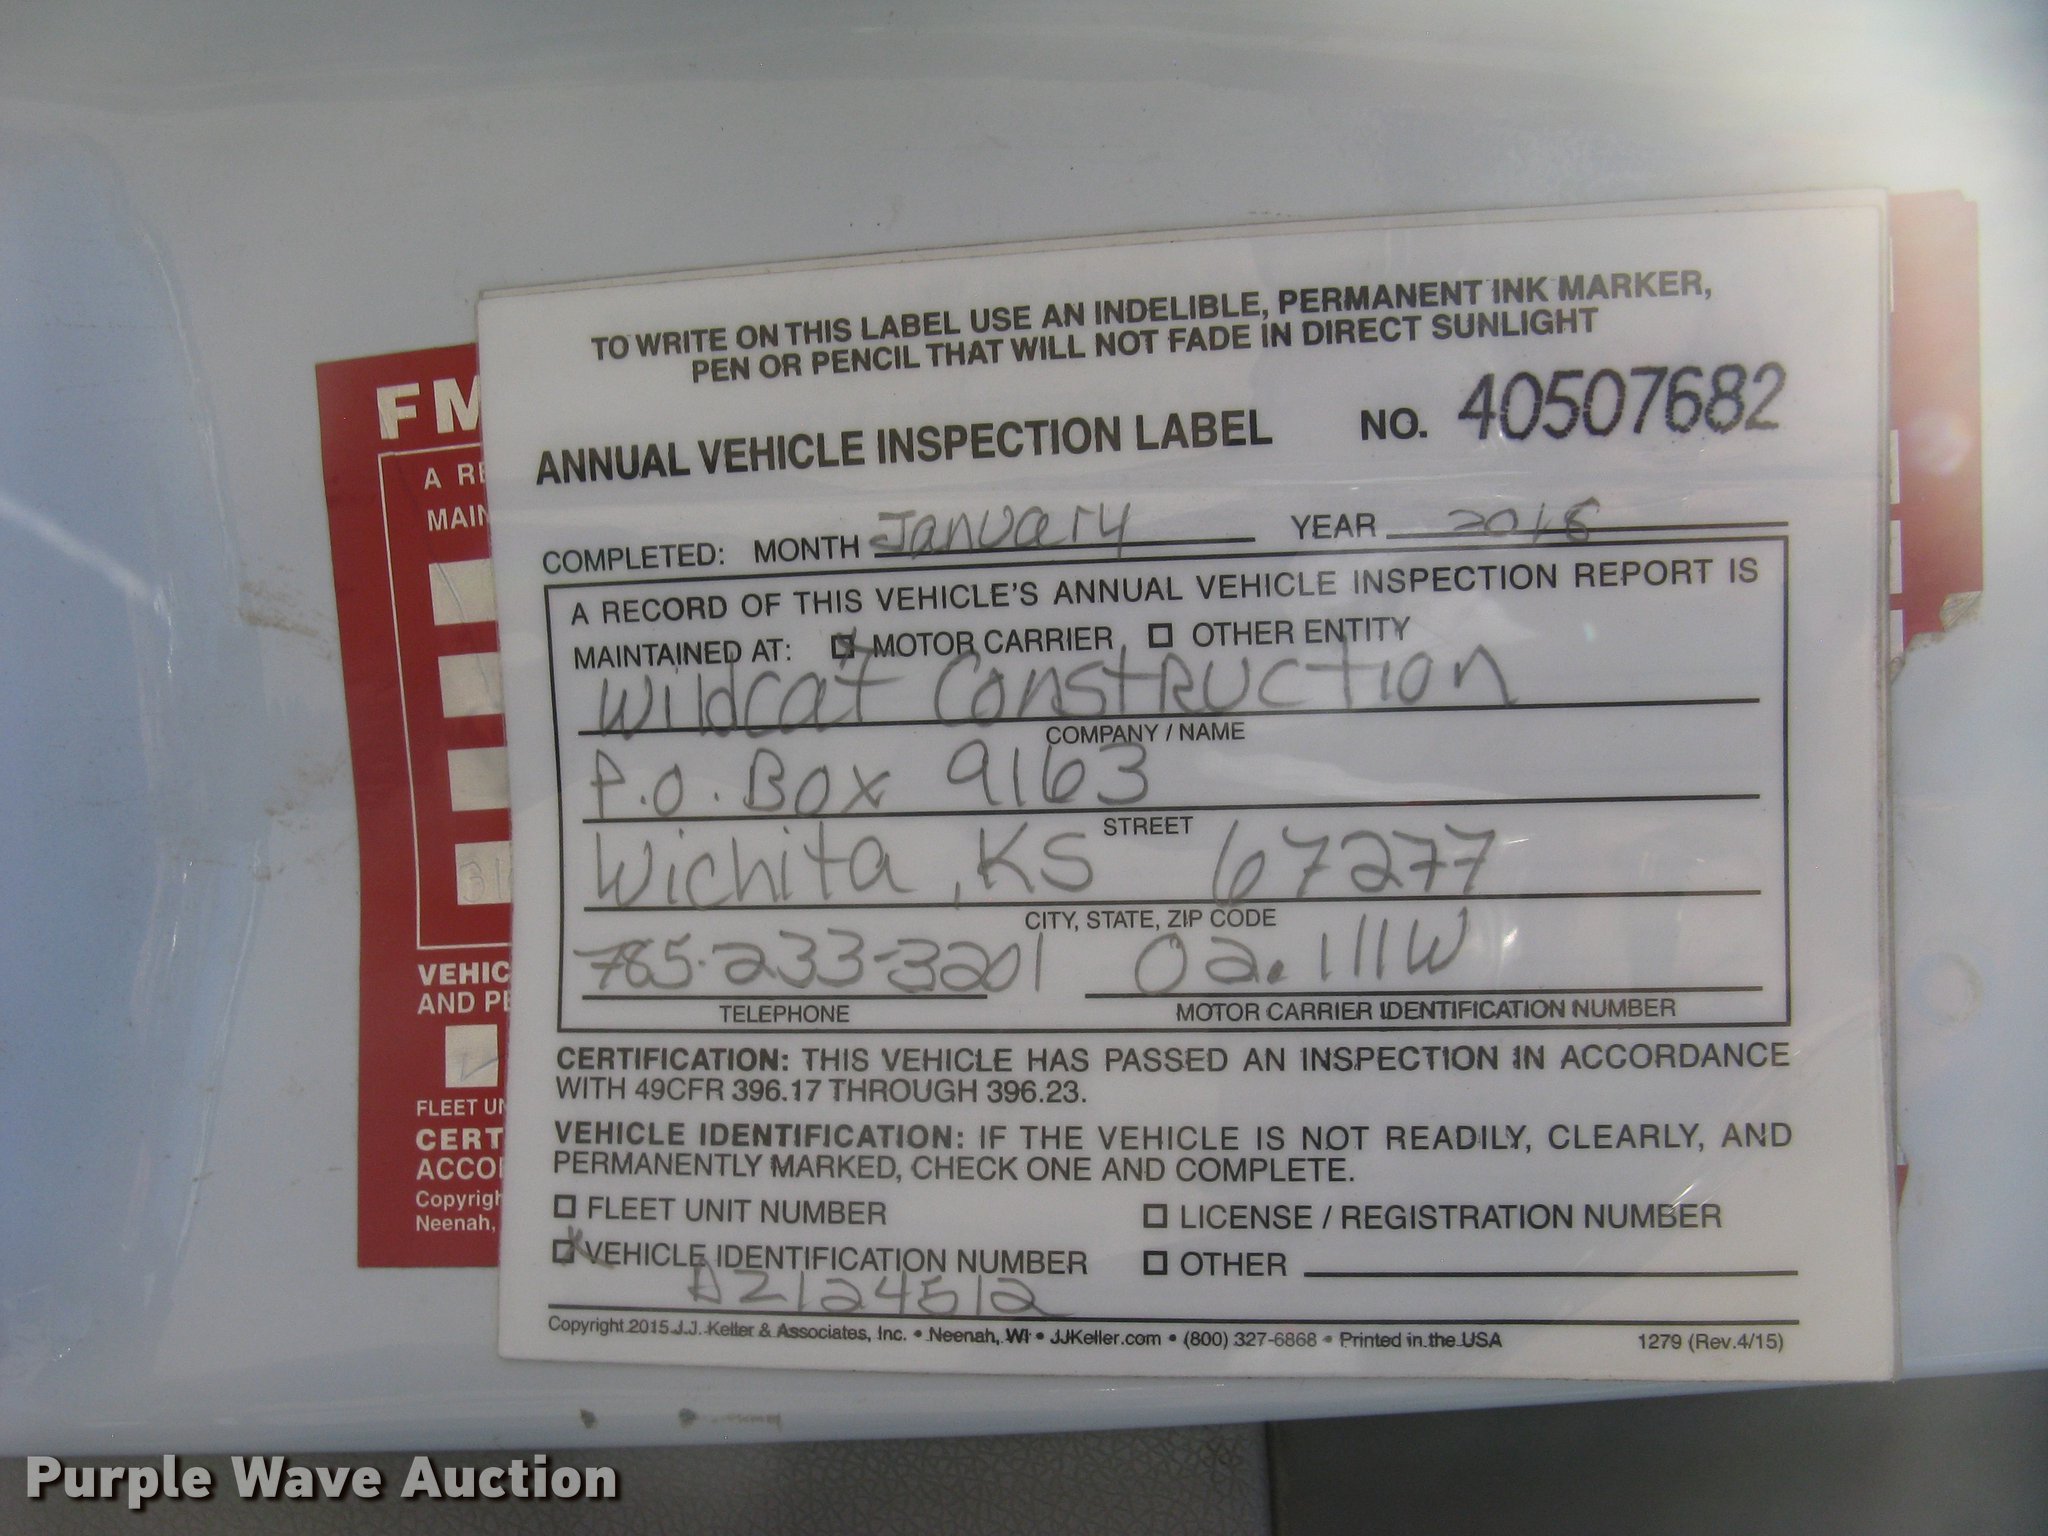 TO WRITE ON THIS LABEL USE AN INDELIBLE, PERMANENT INK MARKER,
PEN OR PENCIL THAT WILL NOT FADE IN DIRECT SUNLIGHT
ANNUAL VEHICLE INSPECTION LABEL NO. 40507682
COMPLETED: MONTH January YEAR 2018
A RECORD OF THIS VEHICLE'S ANNUAL VEHICLE INSPECTION REPORT IS
MAINTAINED AT: MOTOR CARRIER OTHER ENTITY
Wildcat Construction
COMPANY / NAME
P.O. Box 9163
STREET
Wichita, KS 67277
CITY, STATE, ZIP CODE
785-233-3201 02.111W
TELEPHONE MOTOR CARRIER IDENTIFICATION NUMBER
CERTIFICATION: THIS VEHICLE HAS PASSED AN INSPECTION IN ACCORDANCE
WITH 49CFR 396.17 THROUGH 396.23.
VEHICLE IDENTIFICATION: IF THE VEHICLE IS NOT READILY, CLEARLY, AND
PERMANENTLY MARKED, CHECK ONE AND COMPLETE.
FLEET UNIT NUMBER LICENSE / REGISTRATION NUMBER
VEHICLE IDENTIFICATION NUMBER OTHER
DZ124512
Copyright 2015 J.J. Keller & Associates, Inc. • Neenah, WI • JJKeller.com • (800) 327-6868 • Printed in the USA 1279 (Rev.4/15)
FM
A RE
MAIN
VEHIC
AND PE
FLEET UN
CERT
ACCO
Copyrigh
Neenah,
Purple Wave Auction